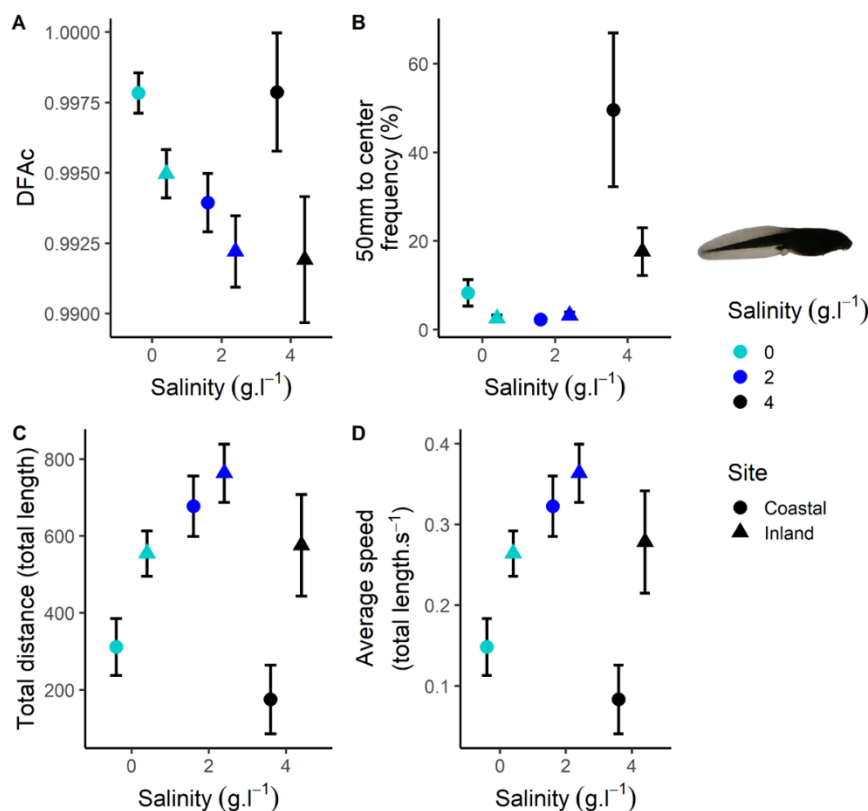 A
1.0000
0.9975
0.9950
0.9925
0.9900
DFAc
0
2
4
Salinity (g.l⁻¹)
B
60
40
20
0
50mm to center
frequency (%)
0
2
4
Salinity (g.l⁻¹)
C
800
600
400
200
Total distance (total length)
0
2
4
Salinity (g.l⁻¹)
D
0.4
0.3
0.2
0.1
Average speed
(total length.s⁻¹)
0
2
4
Salinity (g.l⁻¹)
Salinity (g.l⁻¹)
0
2
4
Site
Coastal
Inland